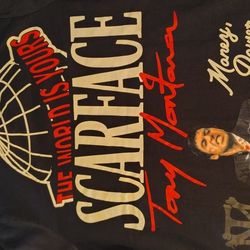 THE WORLD IS YOURS
SCARFACE
Tony Montana
Money,